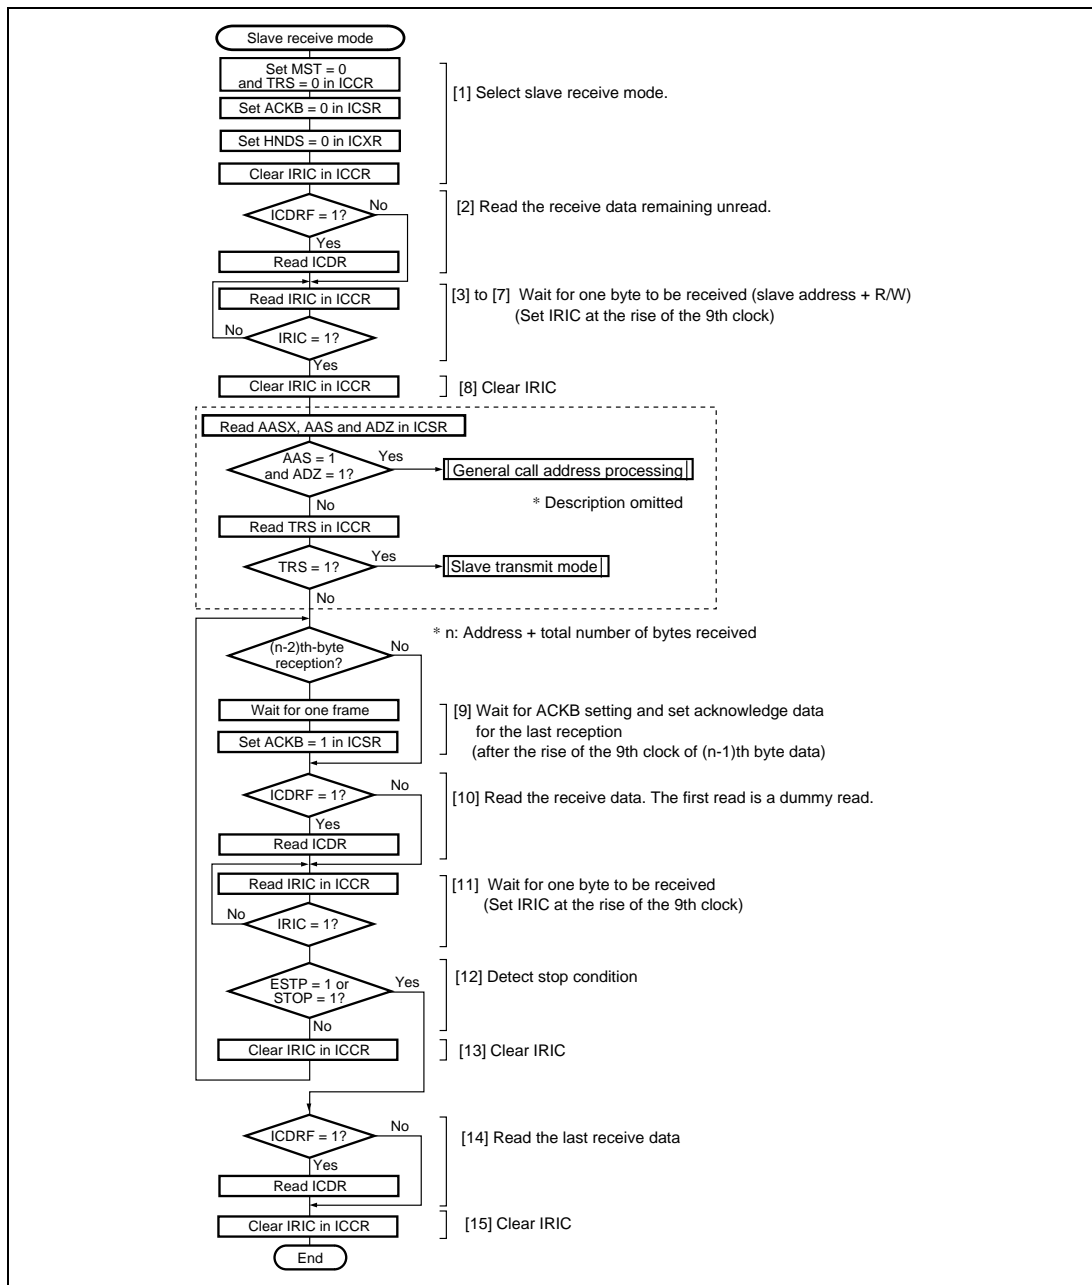 Slave receive mode
Set MST = 0
and TRS = 0 in ICCR
[1] Select slave receive mode.
Set ACKB = 0 in ICSR
Set HNDS = 0 in ICXR
Clear IRIC in ICCR
ICDRF = 1?
No
[2] Read the receive data remaining unread.
Yes
Read ICDR
Read IRIC in ICCR
[3] to [7] Wait for one byte to be received (slave address + R/W)
(Set IRIC at the rise of the 9th clock)
No
IRIC = 1?
Yes
Clear IRIC in ICCR
[8] Clear IRIC
Read AASX, AAS and ADZ in ICSR
AAS = 1
and ADZ = 1?
Yes
General call address processing
No
* Description omitted
Read TRS in ICCR
TRS = 1?
Yes
Slave transmit mode
No
* n: Address + total number of bytes received
(n-2)th-byte
reception?
No
Wait for one frame
[9] Wait for ACKB setting and set acknowledge data
for the last reception
(after the rise of the 9th clock of (n-1)th byte data)
Set ACKB = 1 in ICSR
ICDRF = 1?
No
[10] Read the receive data. The first read is a dummy read.
Yes
Read ICDR
Read IRIC in ICCR
[11] Wait for one byte to be received
(Set IRIC at the rise of the 9th clock)
No
IRIC = 1?
ESTP = 1 or
STOP = 1?
Yes
[12] Detect stop condition
No
Clear IRIC in ICCR
[13] Clear IRIC
ICDRF = 1?
No
[14] Read the last receive data
Yes
Read ICDR
Clear IRIC in ICCR
[15] Clear IRIC
End